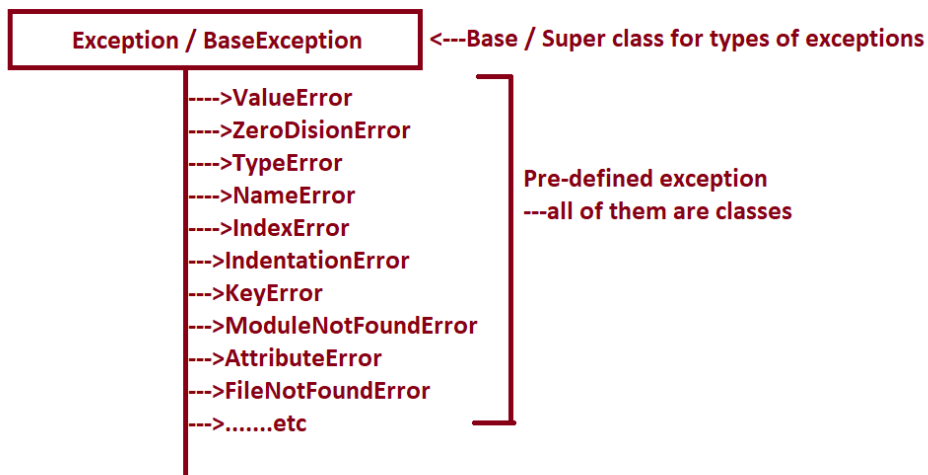 Exception / BaseException <---Base / Super class for types of exceptions
---->ValueError
---->ZeroDisionError
---->TypeError
---->NameError
--->IndexError
--->IndentationError
--->KeyError
--->ModuleNotFoundError
--->AttributeError
--->FileNotFoundError
--->.......etc
Pre-defined exception
---all of them are classes